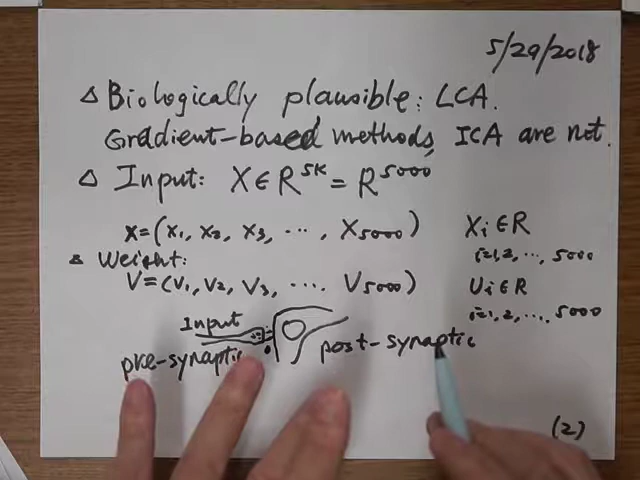 5/29/2018
△ Biologically plausible: LCA.
Gradient-based methods, ICA are not.
△ Input: X∈R^5K = R^5000
x=(x₁, x₂, x₃, ..., x₅₀₀₀) Xi∈R
i=1,2, ..., 5000
△ Weight:
V=(v₁, v₂, v₃, ... v₅₀₀₀) Ui∈R
i=1,2, ..., 5000
Input
pre-synaptic post-synaptic
(2)